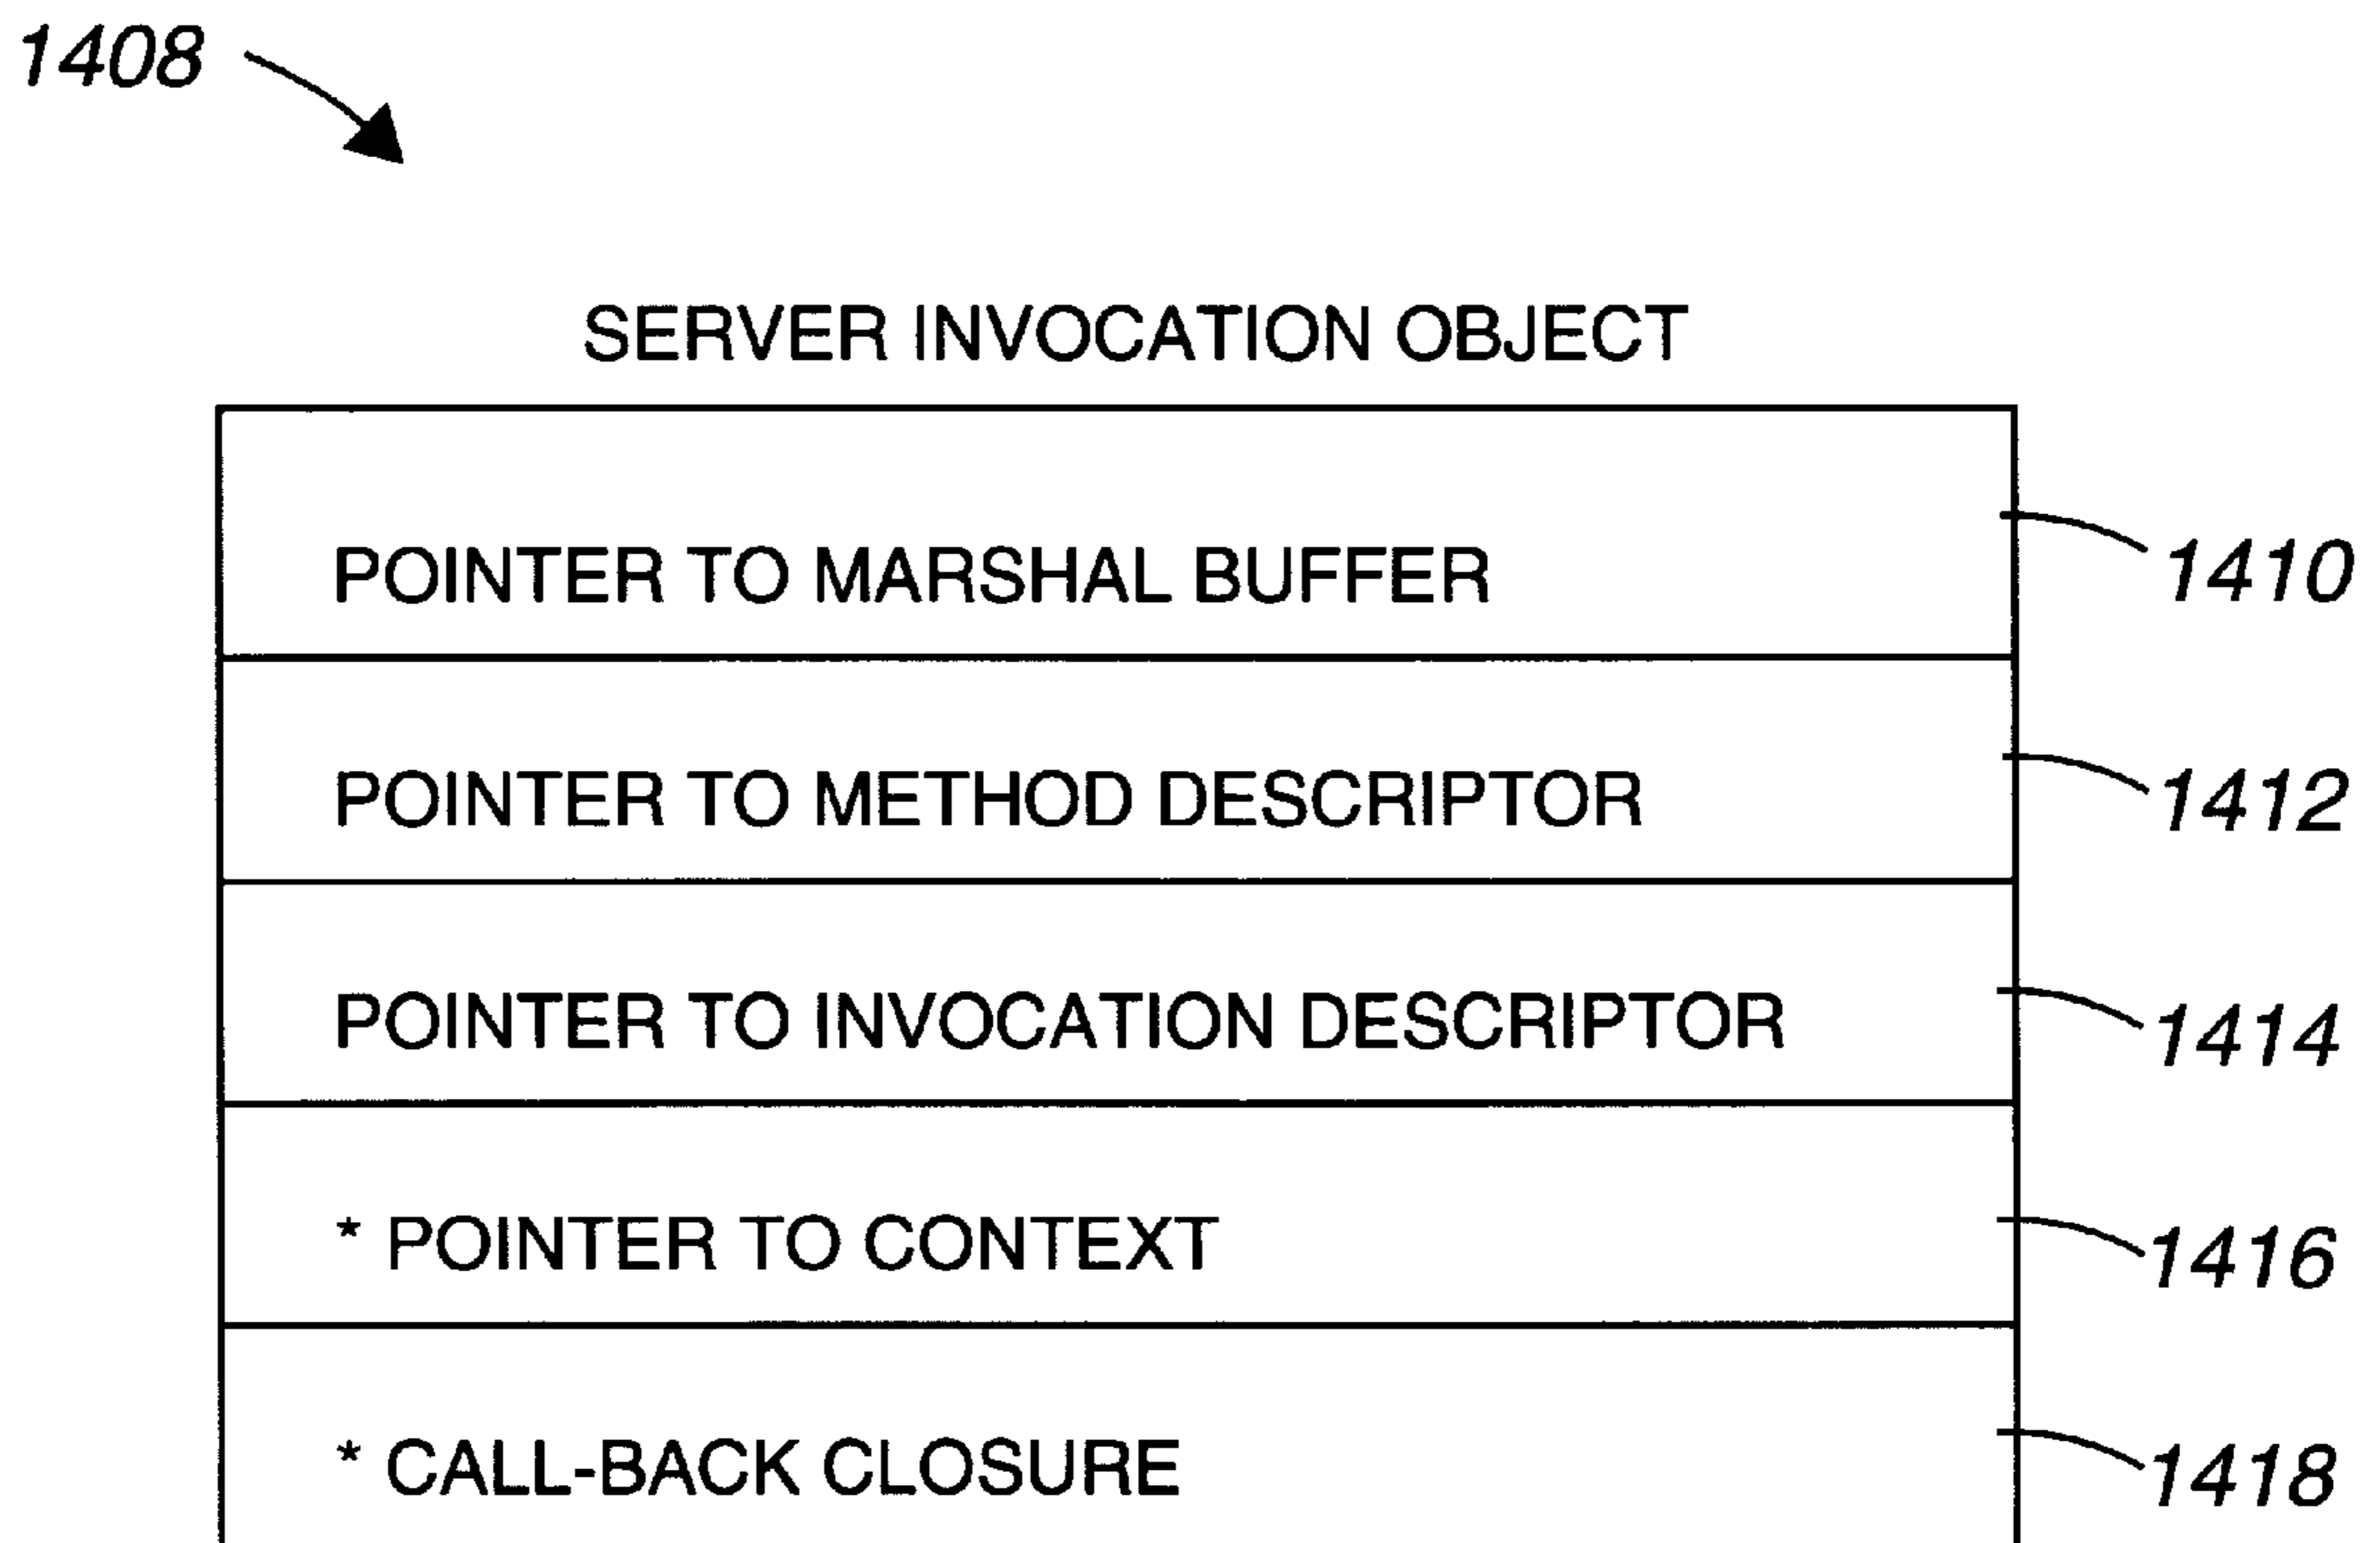 1408
SERVER INVOCATION OBJECT
POINTER TO MARSHAL BUFFER
1410
POINTER TO METHOD DESCRIPTOR
1412
POINTER TO INVOCATION DESCRIPTOR
1414
* POINTER TO CONTEXT
1416
* CALL-BACK CLOSURE
1418